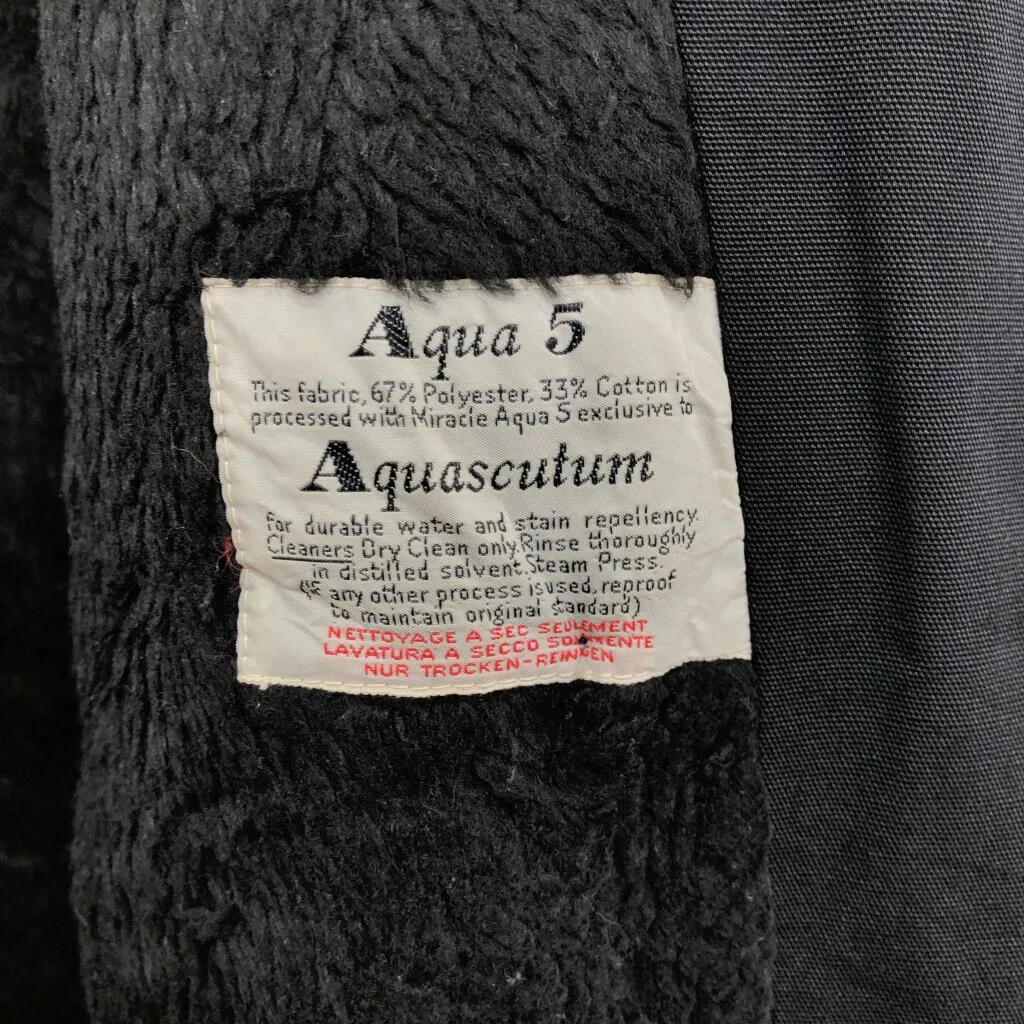 Aqua 5
This fabric, 67% Polyester, 33% Cotton is
processed with Miracle Aqua 5 exclusive to
Aquascutum
for durable water and stain repellency.
Cleaners Dry Clean only. Rinse thoroughly
in distilled solvent. Steam Press.
(If any other process is used, reproof
to maintain original standard)
NETTOYAGE A SEC SEULEMENT
LAVATURA A SECCO SOLAMENTE
NUR TROCKEN-REINIGEN